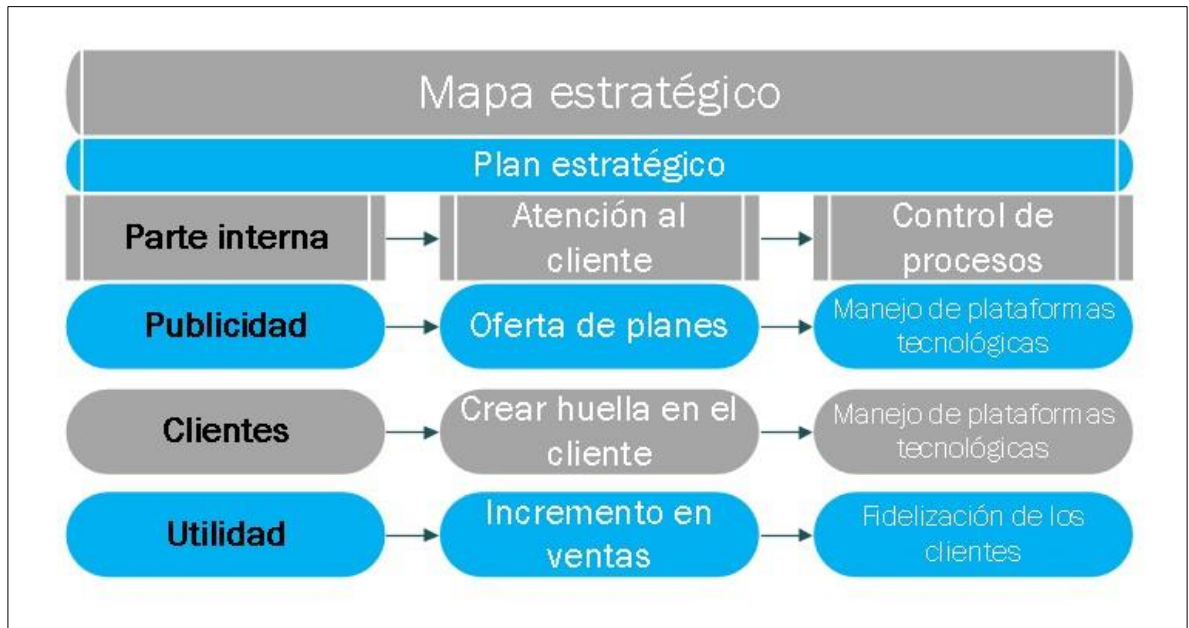 Mapa estratégico
Plan estratégico
Parte interna
Atención al
cliente
Control de
procesos
Publicidad
Oferta de planes
Manejo de plataformas
tecnológicas
Clientes
Crear huella en el
cliente
Manejo de plataformas
tecnológicas
Utilidad
Incremento en
ventas
Fidelización de los
clientes